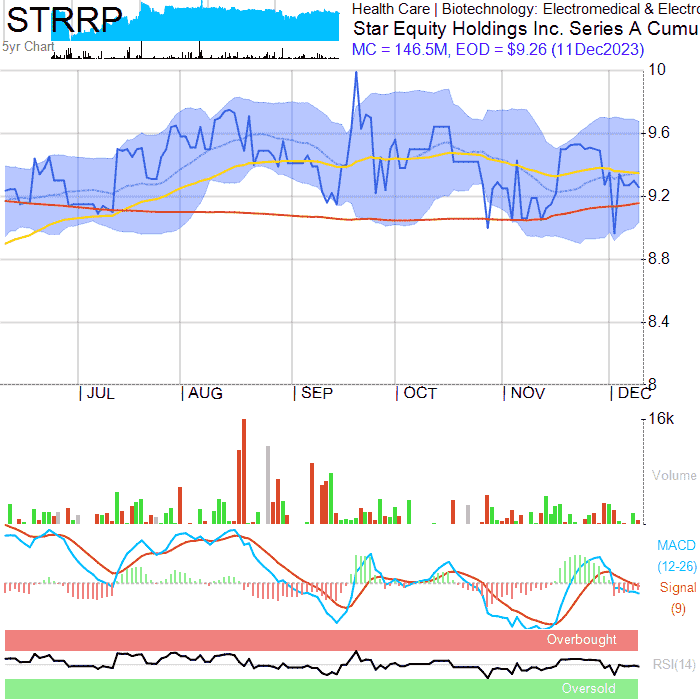 STRRP
5yr Chart
Health Care | Biotechnology: Electromedical & Electro
Star Equity Holdings Inc. Series A Cumu
MC = 146.5M, EOD = $9.26 (11Dec2023)
10
9.6
9.2
8.8
8.4
8
JUL AUG SEP OCT NOV DEC
16k
Volume
MACD
(12-26)
Signal
(9)
Overbought
RSI(14)
Oversold